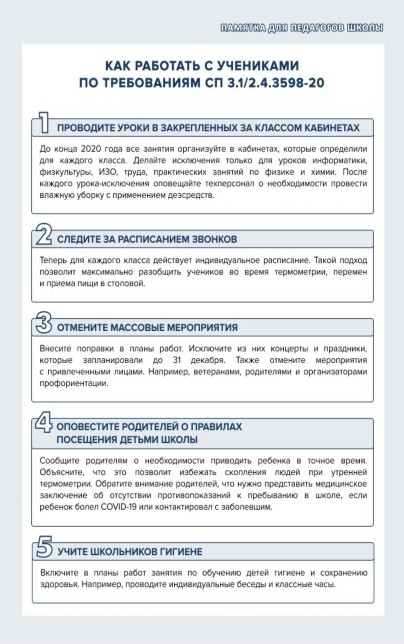 ПАМЯТКА ДЛЯ ПЕДАГОГОВ ШКОЛЫ
КАК РАБОТАТЬ С УЧЕНИКАМИ
ПО ТРЕБОВАНИЯМ СП 3.1/2.4.3598-20
1 ПРОВОДИТЕ УРОКИ В ЗАКРЕПЛЕННЫХ ЗА КЛАССОМ КАБИНЕТАХ
До конца 2020 года все занятия организуйте в кабинетах, которые определили
для каждого класса. Делайте исключения только для уроков информатики,
физкультуры, ИЗО, труда, практических занятий по физике и химии. После
каждого урока-исключения оповещайте техперсонал о необходимости провести
влажную уборку с применением дезсредств.
2 СЛЕДИТЕ ЗА РАСПИСАНИЕМ ЗВОНКОВ
Теперь для каждого класса действует индивидуальное расписание. Такой подход
позволит максимально разобщить учеников во время термометрии, перемен
и приема пищи в столовой.
3 ОТМЕНИТЕ МАССОВЫЕ МЕРОПРИЯТИЯ
Внесите поправки в планы работ. Исключите из них концерты и праздники,
которые запланировали до 31 декабря. Также отмените мероприятия
с привлеченными лицами. Например, ветеранами, родителями и организаторами
профориентации.
4 ОПОВЕСТИТЕ РОДИТЕЛЕЙ О ПРАВИЛАХ
ПОСЕЩЕНИЯ ДЕТЬМИ ШКОЛЫ
Сообщите родителям о необходимости приводить ребенка в точное время.
Объясните, что это позволит избежать скопления людей при утренней
термометрии. Обратите внимание родителей, что нужно представить медицинское
заключение об отсутствии противопоказаний к пребыванию в школе, если
ребенок болел COVID-19 или контактировал с заболевшим.
5 УЧИТЕ ШКОЛЬНИКОВ ГИГИЕНЕ
Включите в планы работ занятия по обучению детей гигиене и сохранению
здоровья. Например, проводите индивидуальные беседы и классные часы.